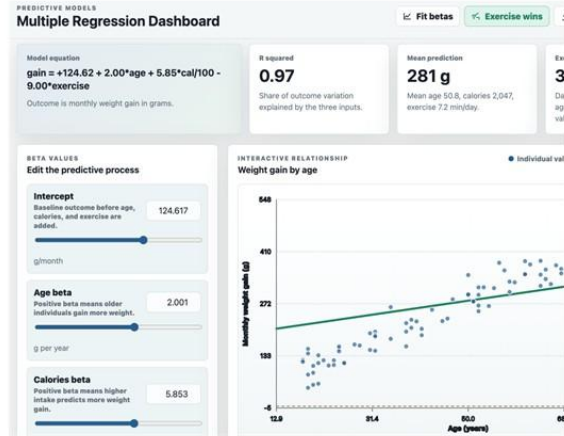 PREDICTIVE MODELS
Multiple Regression Dashboard
Fit betas
Exercise wins
Model equation
gain = +124.62 + 2.00*age + 5.85*cal/100 -
9.00*exercise
Outcome is monthly weight gain in grams.
R squared
0.97
Share of outcome variation
explained by the three inputs.
Mean prediction
281 g
Mean age 50.8, calories 2,047,
exercise 7.2 min/day.
BETA VALUES
Edit the predictive process
Intercept
Baseline outcome before age,
calories, and exercise are
added.
124.617
g/month
Age beta
Positive beta means older
individuals gain more weight.
2.001
g per year
Calories beta
Positive beta means higher
intake predicts more weight
gain.
5.853
INTERACTIVE RELATIONSHIP
Weight gain by age
Individual val
Monthly weight gain (g)
548
410
272
133
-5
12.9
31.4
50.0
Age (years)